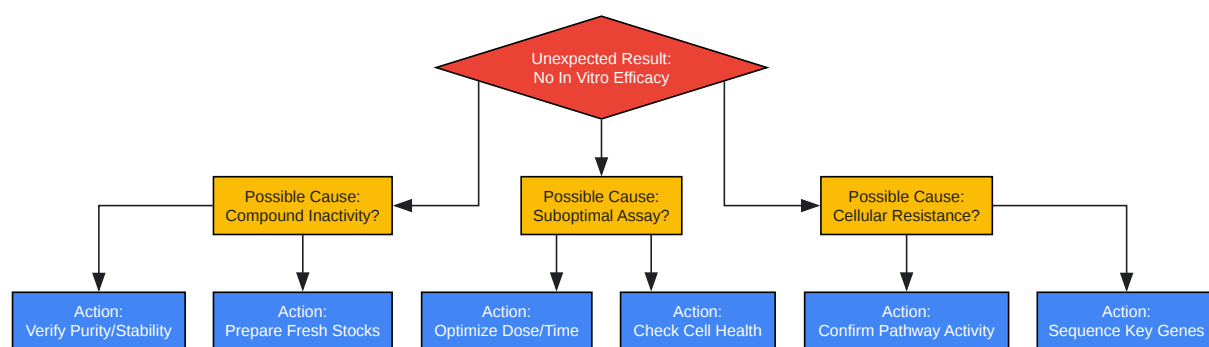 Unexpected Result:
No In Vitro Efficacy
Possible Cause:
Compound Inactivity?
Possible Cause:
Suboptimal Assay?
Possible Cause:
Cellular Resistance?
Action:
Verify Purity/Stability
Action:
Prepare Fresh Stocks
Action:
Optimize Dose/Time
Action:
Check Cell Health
Action:
Confirm Pathway Activity
Action:
Sequence Key Genes